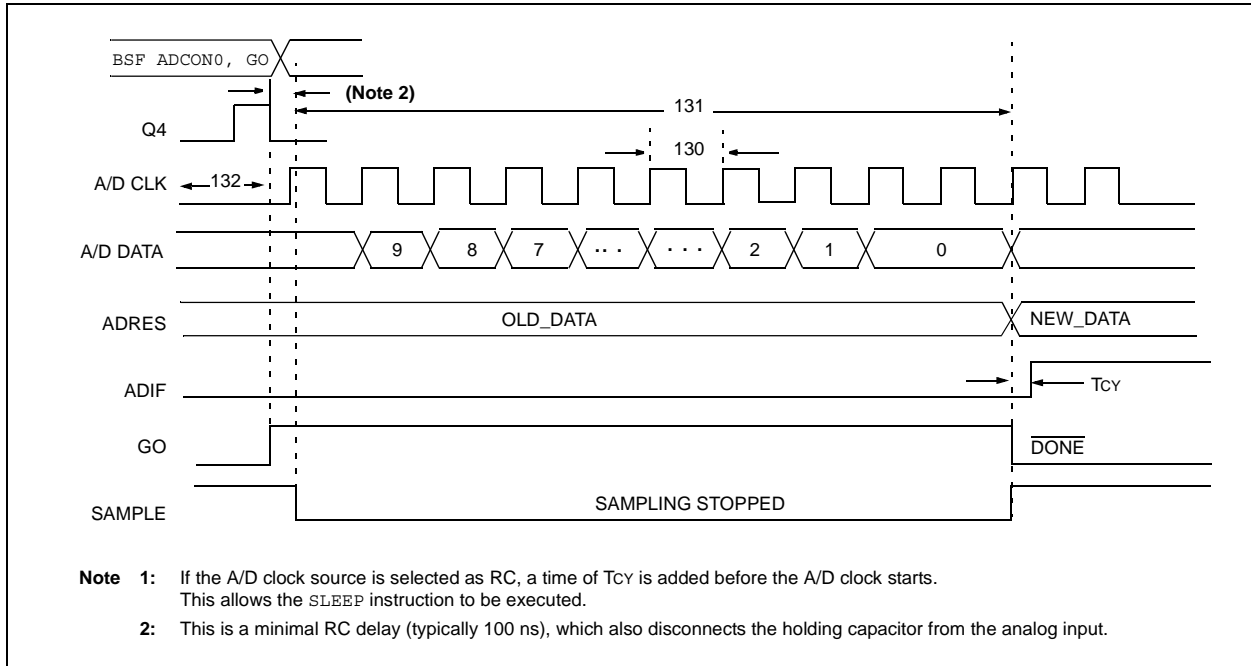 BSF ADCON0, GO
(Note 2)
131
Q4
130
A/D CLK
132
A/D DATA
9 8 7 . . . . . . 2 1 0
ADRES
OLD_DATA
NEW_DATA
ADIF
TCY
GO
DONE
SAMPLE
SAMPLING STOPPED
Note 1: If the A/D clock source is selected as RC, a time of TCY is added before the A/D clock starts.
This allows the SLEEP instruction to be executed.
2: This is a minimal RC delay (typically 100 ns), which also disconnects the holding capacitor from the analog input.